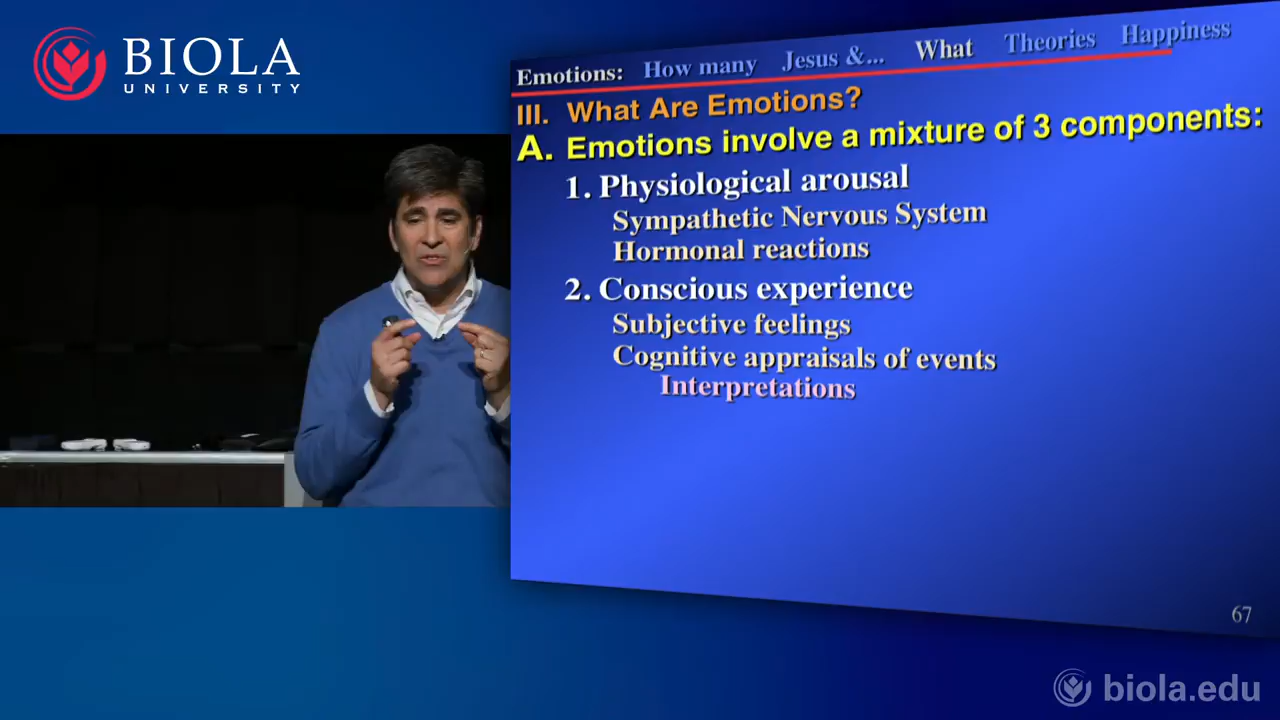 BIOLA
UNIVERSITY
Emotions: How many Jesus &... What Theories Happiness
III. What Are Emotions?
A. Emotions involve a mixture of 3 components:
1. Physiological arousal
Sympathetic Nervous System
Hormonal reactions
2. Conscious experience
Subjective feelings
Cognitive appraisals of events
Interpretations
67
biola.edu